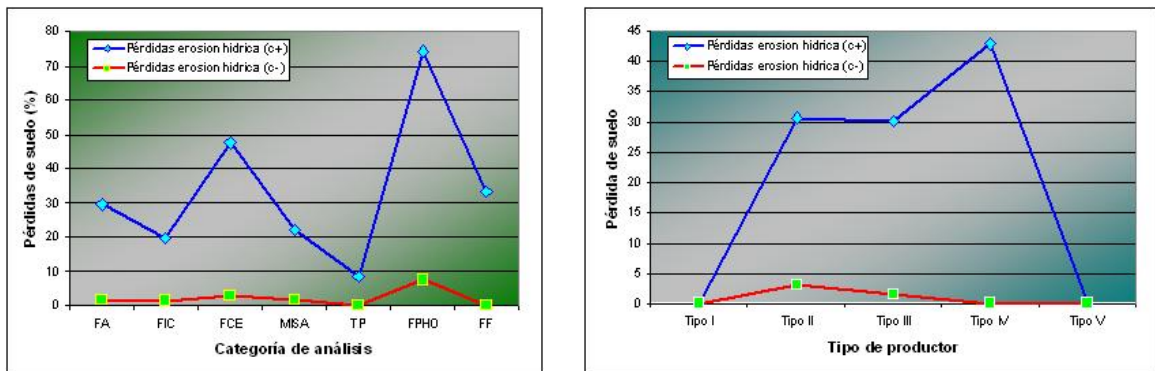 Pérdidas de suelo (%)
80
70
60
50
40
30
20
10
0
Pérdidas erosion hidrica (c+)
Pérdidas erosion hidrica (c-)
FA FIC FCE MISA TP FPHO FF
Categoría de análisis
Pérdida de suelo
45
40
35
30
25
20
15
10
5
0
Pérdidas erosion hidrica (c+)
Pérdidas erosion hidrica (c-)
Tipo I Tipo II Tipo III Tipo IV Tipo V
Tipo de productor